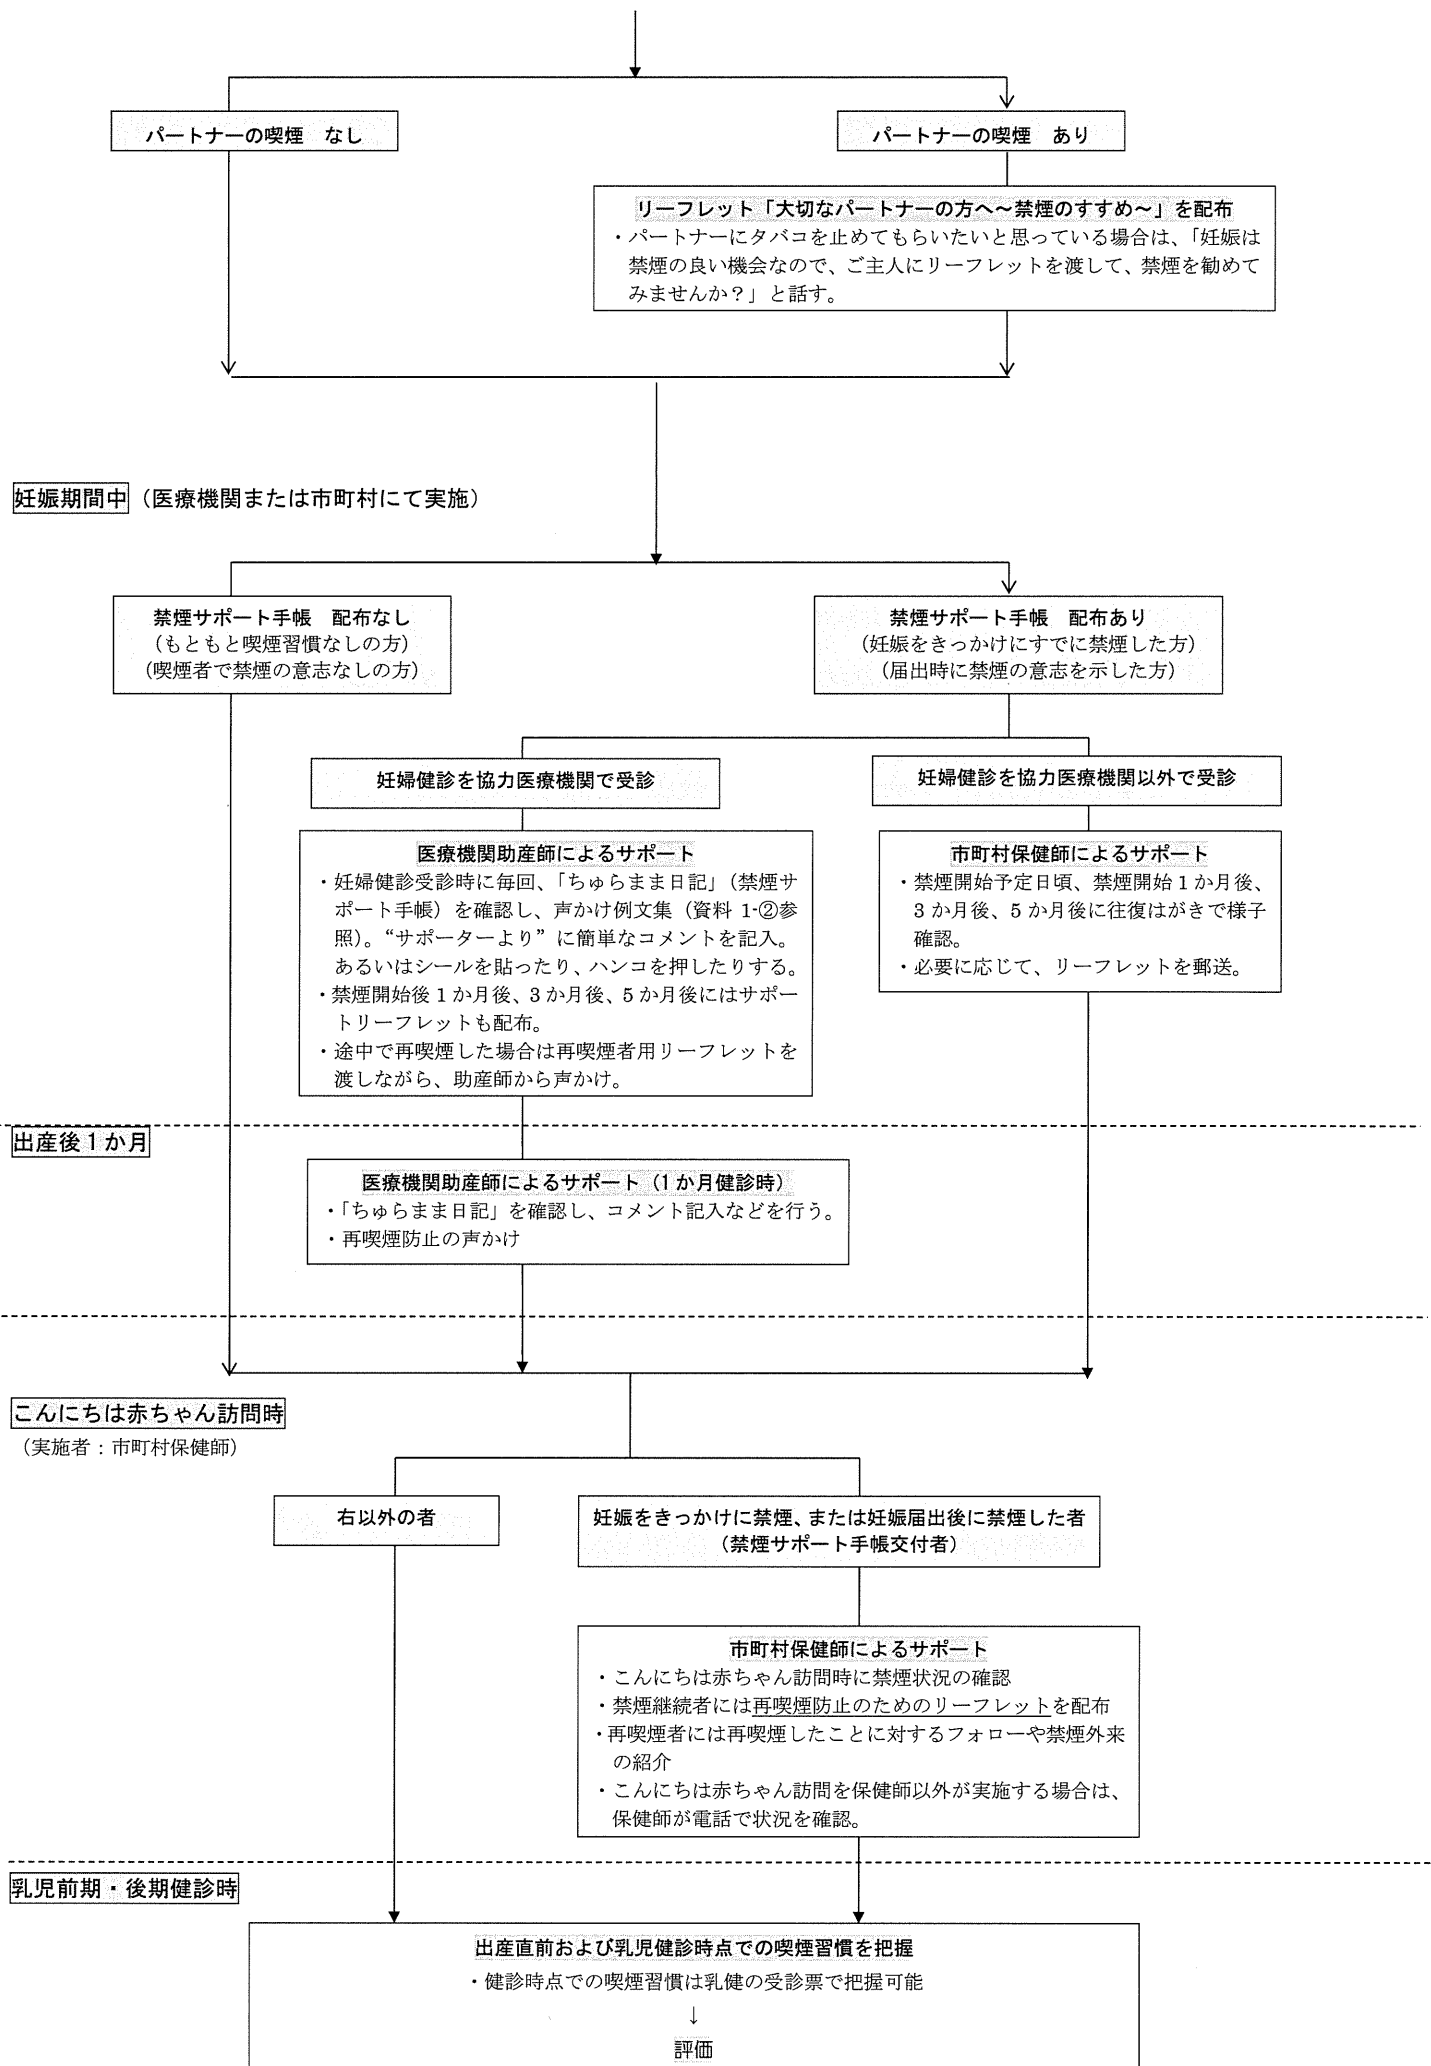 パートナーの喫煙　なし
パートナーの喫煙　あり
リーフレット「大切なパートナーの方へ～禁煙のすすめ～」を配布
・パートナーにタバコを止めてもらいたいと思っている場合は、「妊娠は
禁煙の良い機会なので、ご主人にリーフレットを渡して、禁煙を勧めて
みませんか？」と話す。
妊娠期間中（医療機関または市町村にて実施）
禁煙サポート手帳　配布なし
（もともと喫煙習慣なしの方）
（喫煙者で禁煙の意志なしの方）
禁煙サポート手帳　配布あり
（妊娠をきっかけにすでに禁煙した方）
（届出時に禁煙の意志を示した方）
妊婦健診を協力医療機関で受診
妊婦健診を協力医療機関以外で受診
医療機関助産師によるサポート
・妊婦健診受診時に毎回、「ちゅらまま日記」（禁煙サ
ポート手帳）を確認し、声かけ例文集（資料 1-②参
照）。“サポーターより”に簡単なコメントを記入。
あるいはシールを貼ったり、ハンコを押したりする。
・禁煙開始後 1 か月後、3 か月後、5 か月後にはサポー
トリーフレットも配布。
・途中で再喫煙した場合は再喫煙者用リーフレットを
渡しながら、助産師から声かけ。
市町村保健師によるサポート
・禁煙開始予定日頃、禁煙開始 1 か月後、
3 か月後、5 か月後に往復はがきで様子
確認。
・必要に応じて、リーフレットを郵送。
出産後１か月
医療機関助産師によるサポート（1 か月健診時）
・「ちゅらまま日記」を確認し、コメント記入などを行う。
・再喫煙防止の声かけ
こんにちは赤ちゃん訪問時
（実施者：市町村保健師）
右以外の者
妊娠をきっかけに禁煙、または妊娠届出後に禁煙した者
（禁煙サポート手帳交付者）
市町村保健師によるサポート
・こんにちは赤ちゃん訪問時に禁煙状況の確認
・禁煙継続者には再喫煙防止のためのリーフレットを配布
・再喫煙者には再喫煙したことに対するフォローや禁煙外来
の紹介
・こんにちは赤ちゃん訪問を保健師以外が実施する場合は、
保健師が電話で状況を確認。
乳児前期・後期健診時
出産直前および乳児健診時点での喫煙習慣を把握
・健診時点での喫煙習慣は乳健の受診票で把握可能
↓
評価